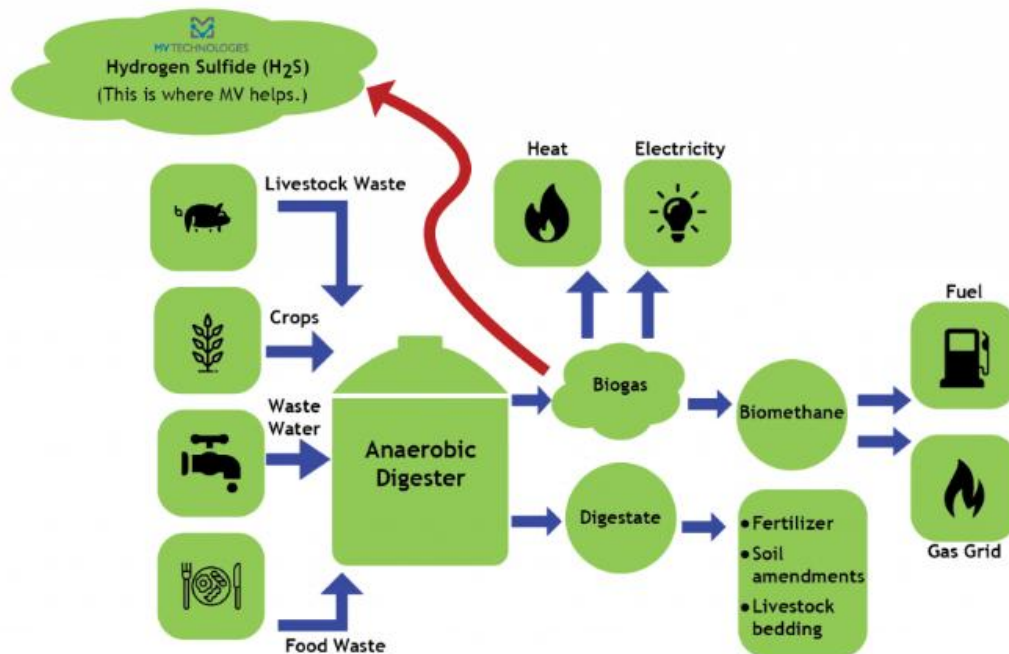 MV TECHNOLOGIES
Hydrogen Sulfide (H₂S)
(This is where MV helps.)
Heat
Electricity
Livestock Waste
Fuel
Crops
Biogas
Biomethane
Waste
Water
Anaerobic
Digester
Digestate
• Fertilizer
• Soil
amendments
• Livestock
bedding
Gas Grid
Food Waste